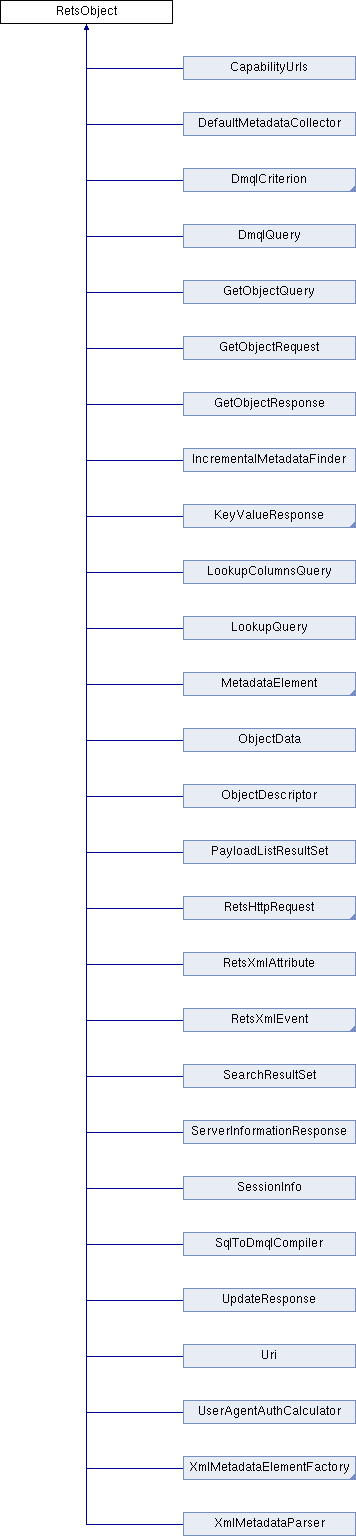 RetsObject
CapabilityUrls
DefaultMetadataCollector
DmqlCriterion
DmqlQuery
GetObjectQuery
GetObjectRequest
GetObjectResponse
IncrementalMetadataFinder
KeyValueResponse
LookupColumnsQuery
LookupQuery
MetadataElement
ObjectData
ObjectDescriptor
PayloadListResultSet
RetsHttpRequest
RetsXmlAttribute
RetsXmlEvent
SearchResultSet
ServerInformationResponse
SessionInfo
SqlToDmqlCompiler
UpdateResponse
Uri
UserAgentAuthCalculator
XmlMetadataElementFactory
XmlMetadataParser